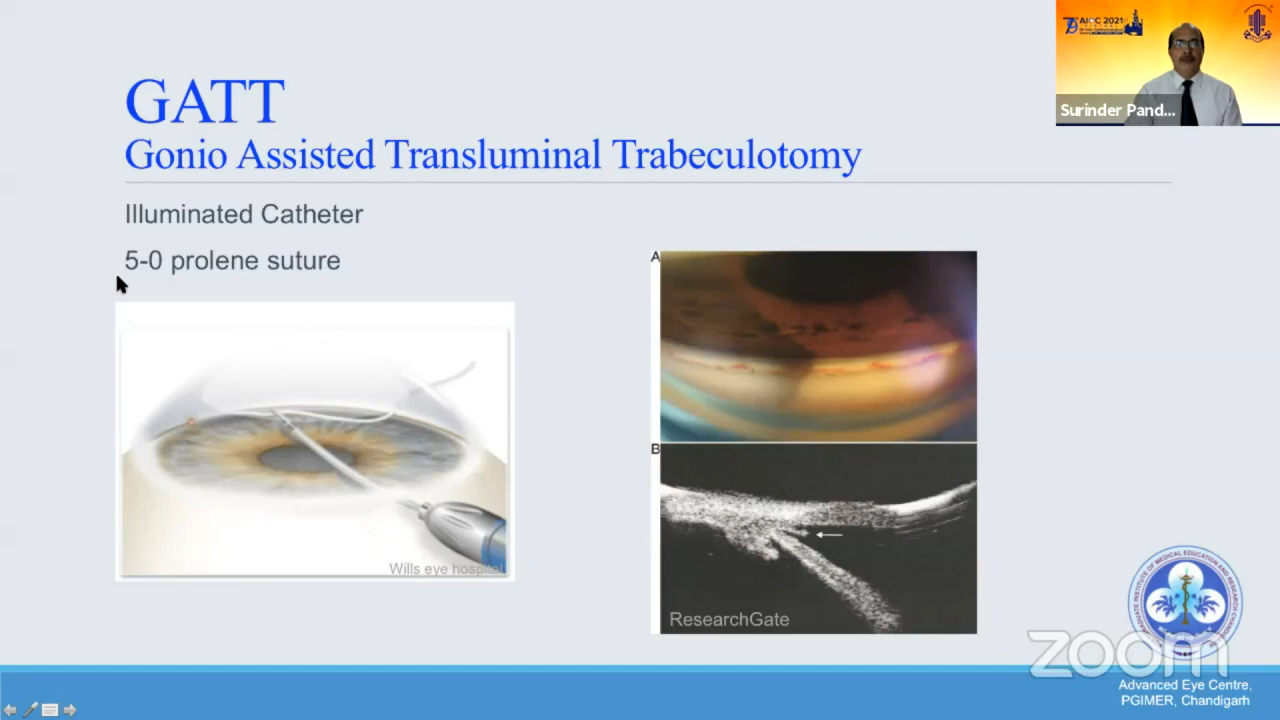 GATT
Gonio Assisted Transluminal Trabeculotomy
Illuminated Catheter
5-0 prolene suture
Wills eye hospital
A
B
ResearchGate
AIOC 2021
Surinder Pand...
zoom
Advanced Eye Centre,
PGIMER, Chandigarh